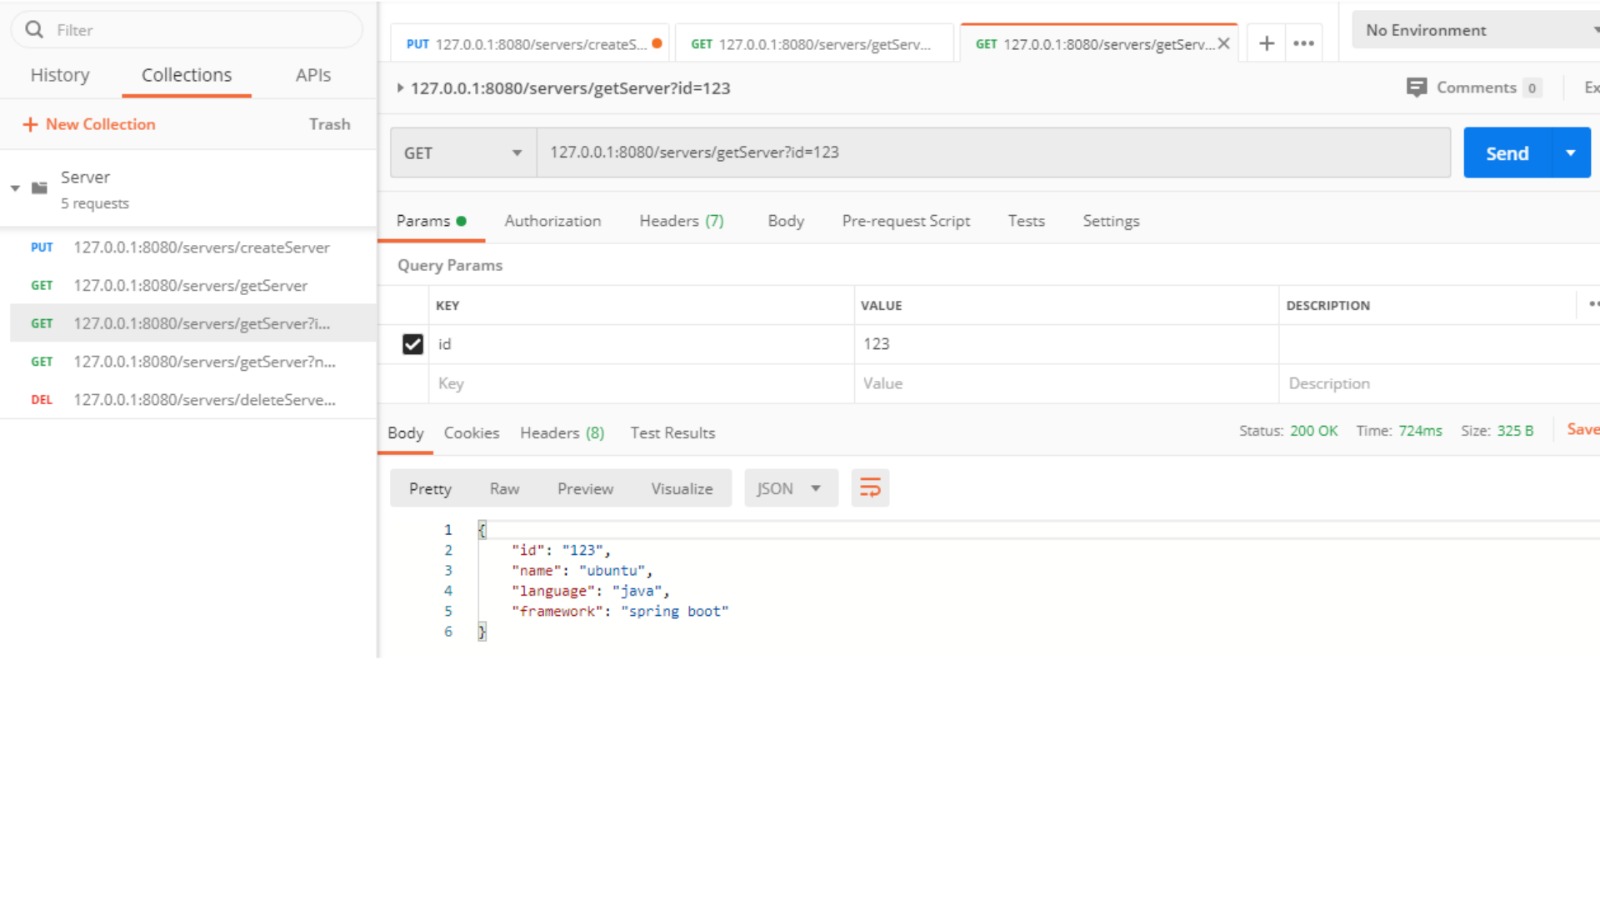 Filter
History Collections APIs
+ New Collection Trash
Server
5 requests
PUT 127.0.0.1:8080/servers/createServer
GET 127.0.0.1:8080/servers/getServer
GET 127.0.0.1:8080/servers/getServer?i...
GET 127.0.0.1:8080/servers/getServer?n...
DEL 127.0.0.1:8080/servers/deleteServe...
PUT 127.0.0.1:8080/servers/createS... GET 127.0.0.1:8080/servers/getServ... GET 127.0.0.1:8080/servers/getServ... No Environment
127.0.0.1:8080/servers/getServer?id=123 Comments 0 Ex
GET 127.0.0.1:8080/servers/getServer?id=123 Send
Params Authorization Headers (7) Body Pre-request Script Tests Settings
Query Params
KEY VALUE DESCRIPTION
id 123
Key Value Description
Body Cookies Headers (8) Test Results Status: 200 OK Time: 724ms Size: 325 B Save
Pretty Raw Preview Visualize JSON
1 {
2 "id": "123",
3 "name": "ubuntu",
4 "language": "java",
5 "framework": "spring boot"
6 }